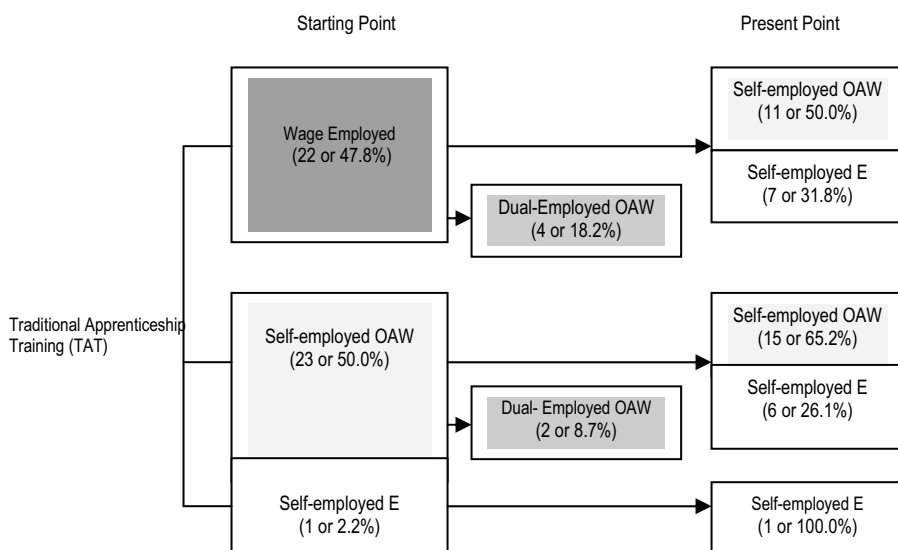 Starting Point
Present Point
Wage Employed
(22 or 47.8%)
Self-employed OAW
(11 or 50.0%)
Self-employed E
(7 or 31.8%)
Dual-Employed OAW
(4 or 18.2%)
Traditional Apprenticeship
Training (TAT)
Self-employed OAW
(23 or 50.0%)
Self-employed OAW
(15 or 65.2%)
Self-employed E
(6 or 26.1%)
Dual- Employed OAW
(2 or 8.7%)
Self-employed E
(1 or 2.2%)
Self-employed E
(1 or 100.0%)